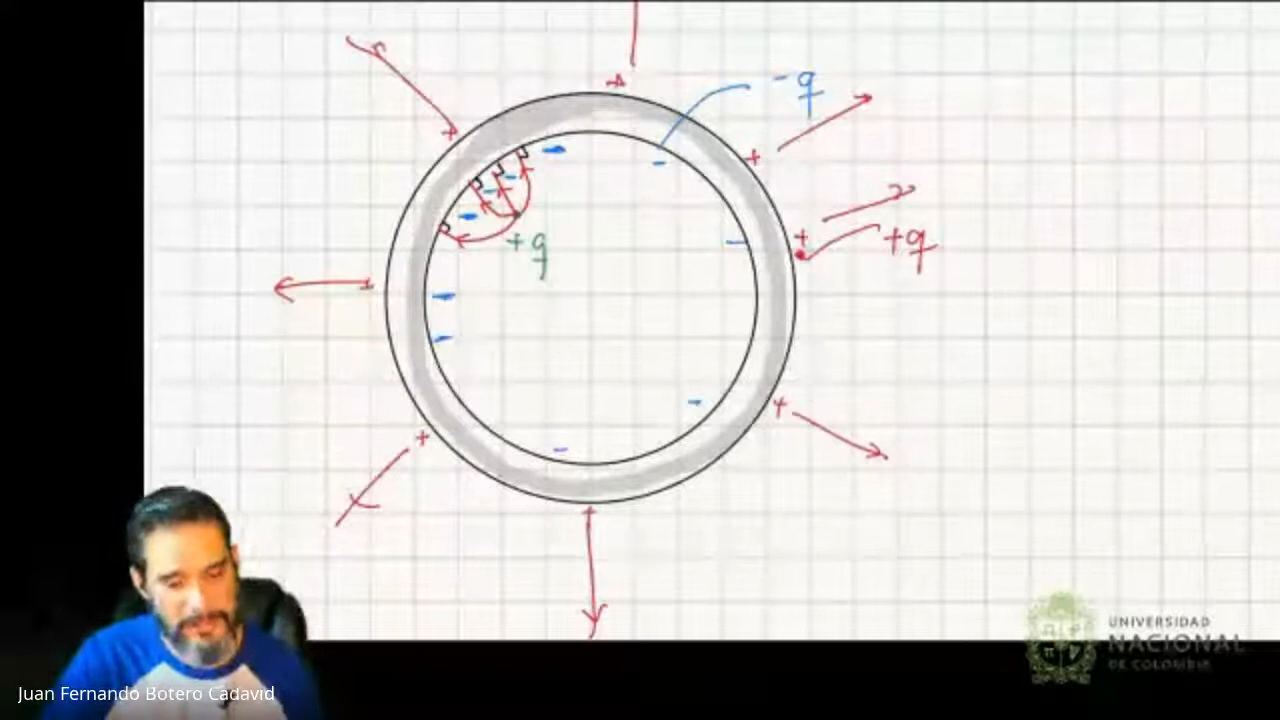 -q
+q
+q
UNIVERSIDAD
NACIONAL
DE COLOMBIA
Juan Fernando Botero Cadavid